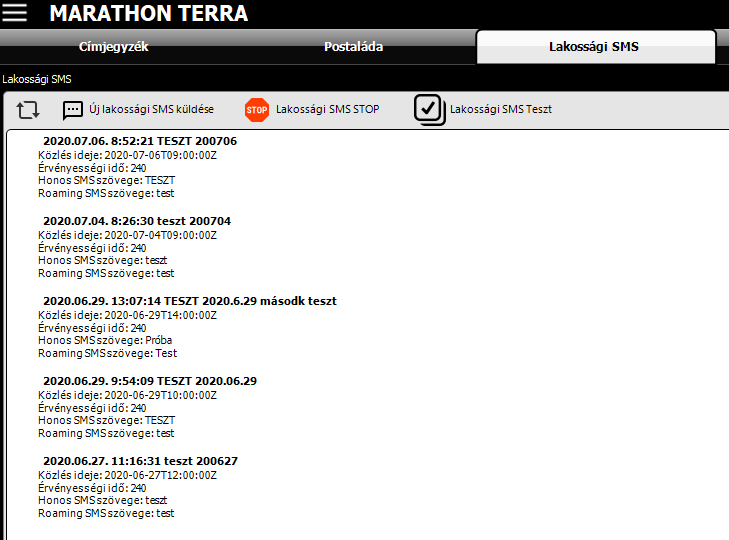 MARATHON TERRA
Címjegyzék Postaláda Lakossági SMS
Lakossági SMS
Új lakossági SMS küldése STOP Lakossági SMS STOP Lakossági SMS Teszt
2020.07.06. 8:52:21 TESZT 200706
Közlés ideje: 2020-07-06T09:00:00Z
Érvényességi idő: 240
Honos SMS szövege: TESZT
Roaming SMS szövege: test
2020.07.04. 8:26:30 teszt 200704
Közlés ideje: 2020-07-04T09:00:00Z
Érvényességi idő: 240
Honos SMS szövege: teszt
Roaming SMS szövege: test
2020.06.29. 13:07:14 TESZT 2020.6.29 másodk teszt
Közlés ideje: 2020-06-29T14:00:00Z
Érvényességi idő: 240
Honos SMS szövege: Próba
Roaming SMS szövege: Test
2020.06.29. 9:54:09 TESZT 2020.06.29
Közlés ideje: 2020-06-29T10:00:00Z
Érvényességi idő: 240
Honos SMS szövege: TESZT
Roaming SMS szövege: test
2020.06.27. 11:16:31 teszt 200627
Közlés ideje: 2020-06-27T12:00:00Z
Érvényességi idő: 240
Honos SMS szövege: teszt
Roaming SMS szövege: test